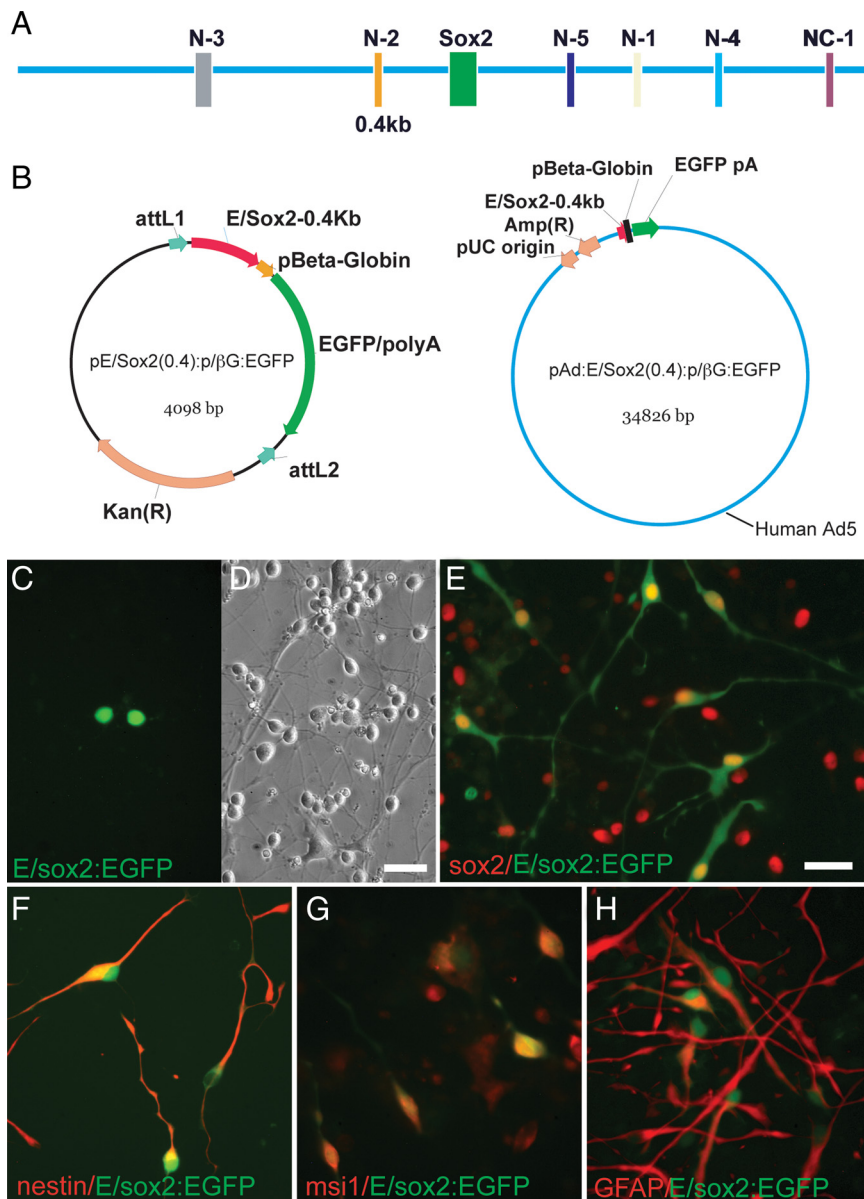 A
N-3
N-2
Sox2
N-5
N-1
N-4
NC-1
0.4kb
B
attL1
E/Sox2-0.4Kb
pBeta-Globin
EGFP/polyA
pE/Sox2(0.4):p/βG:EGFP
4098 bp
attL2
Kan(R)
pBeta-Globin
EGFP pA
E/Sox2-0.4kb
Amp(R)
pUC origin
pAd:E/Sox2(0.4):p/βG:EGFP
34826 bp
Human Ad5
C
D
E
E/sox2:EGFP
sox2/E/sox2:EGFP
F
G
H
nestin/E/sox2:EGFP
msi1/E/sox2:EGFP
GFAP/E/sox2:EGFP